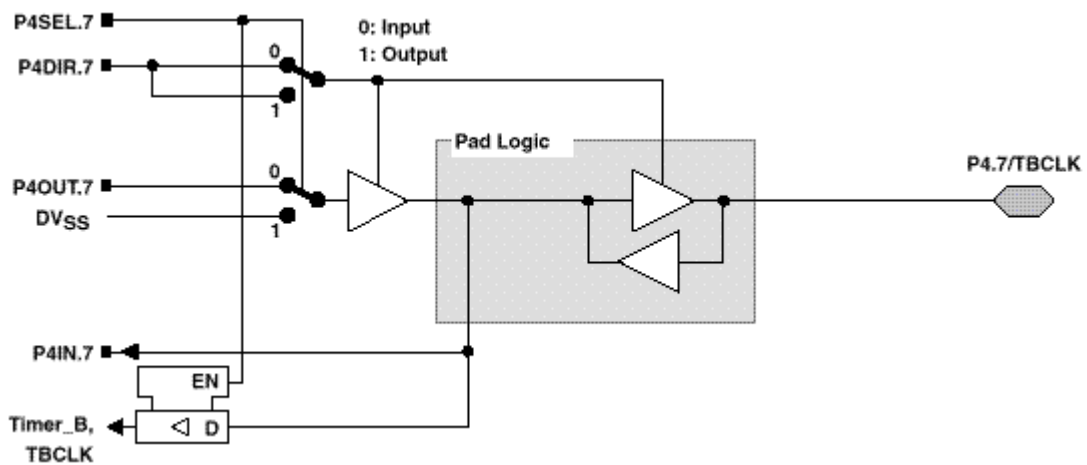 P4SEL.7
0: Input
1: Output
0
P4DIR.7
1
Pad Logic
P4.7/TBCLK
0
P4OUT.7
DVSS
1
P4IN.7
EN
Timer_B,
D
TBCLK